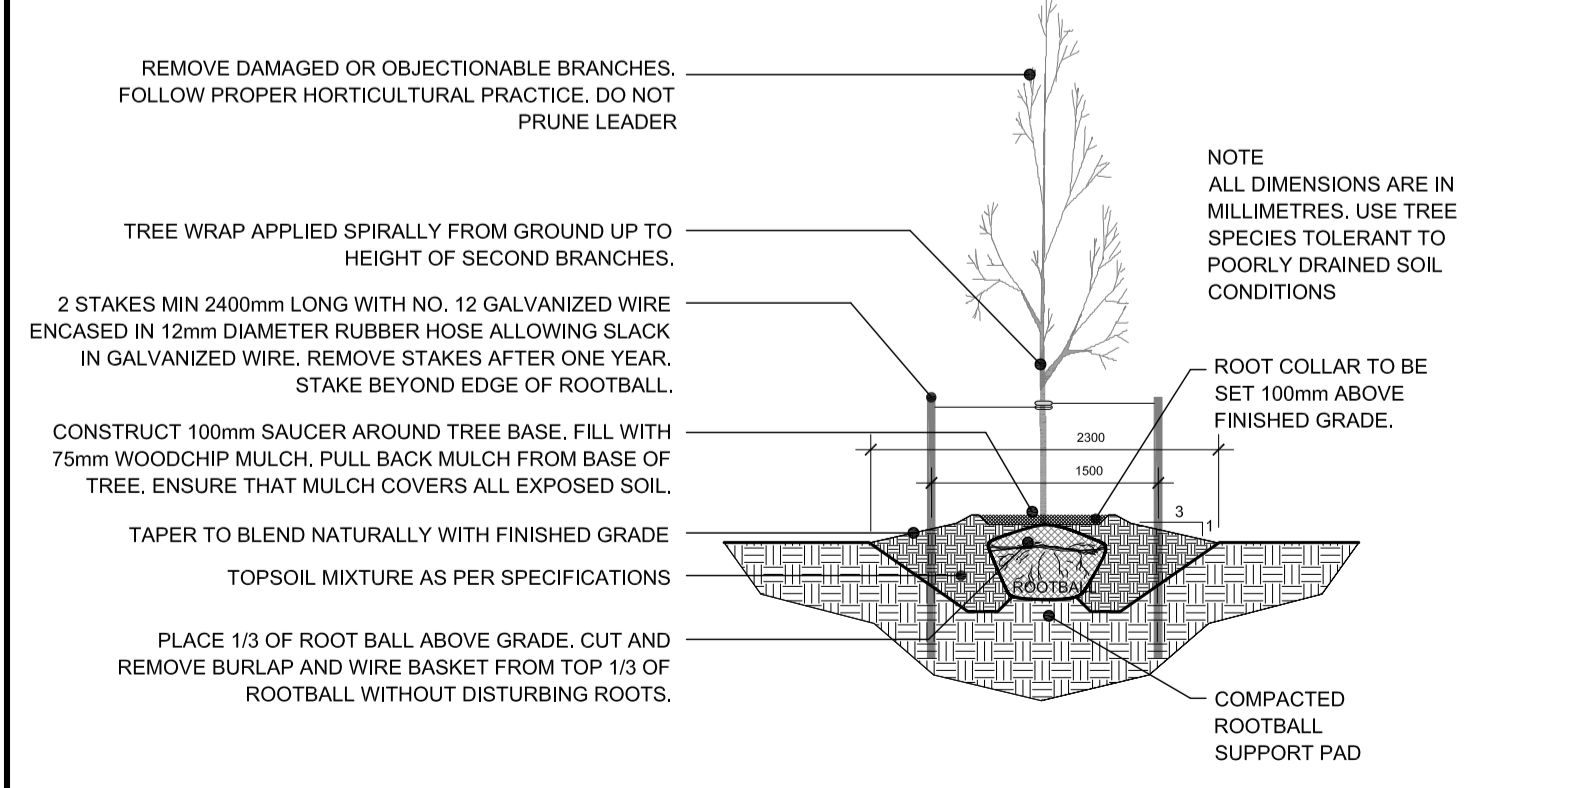 REMOVE DAMAGED OR OBJECTIONABLE BRANCHES.
FOLLOW PROPER HORTICULTURAL PRACTICE. DO NOT
PRUNE LEADER
TREE WRAP APPLIED SPIRALLY FROM GROUND UP TO
HEIGHT OF SECOND BRANCHES.
2 STAKES MIN 2400mm LONG WITH NO. 12 GALVANIZED WIRE
ENCASED IN 12mm DIAMETER RUBBER HOSE ALLOWING SLACK
IN GALVANIZED WIRE. REMOVE STAKES AFTER ONE YEAR.
STAKE BEYOND EDGE OF ROOTBALL.
CONSTRUCT 100mm SAUCER AROUND TREE BASE. FILL WITH
75mm WOODCHIP MULCH. PULL BACK MULCH FROM BASE OF
TREE. ENSURE THAT MULCH COVERS ALL EXPOSED SOIL.
TAPER TO BLEND NATURALLY WITH FINISHED GRADE
TOPSOIL MIXTURE AS PER SPECIFICATIONS
PLACE 1/3 OF ROOT BALL ABOVE GRADE. CUT AND
REMOVE BURLAP AND WIRE BASKET FROM TOP 1/3 OF
ROOTBALL WITHOUT DISTURBING ROOTS.
2300
1500
3
1
ROOTBALL
NOTE
ALL DIMENSIONS ARE IN
MILLIMETRES. USE TREE
SPECIES TOLERANT TO
POORLY DRAINED SOIL
CONDITIONS
ROOT COLLAR TO BE
SET 100mm ABOVE
FINISHED GRADE.
COMPACTED
ROOTBALL
SUPPORT PAD